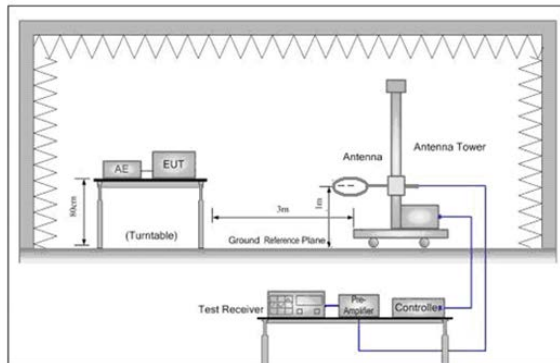 AE
EUT
80cm
(Turntable)
3m
Antenna
Antenna Tower
1m
Ground Reference Plane
Test Receiver
Pre-
Amplifier
Controller